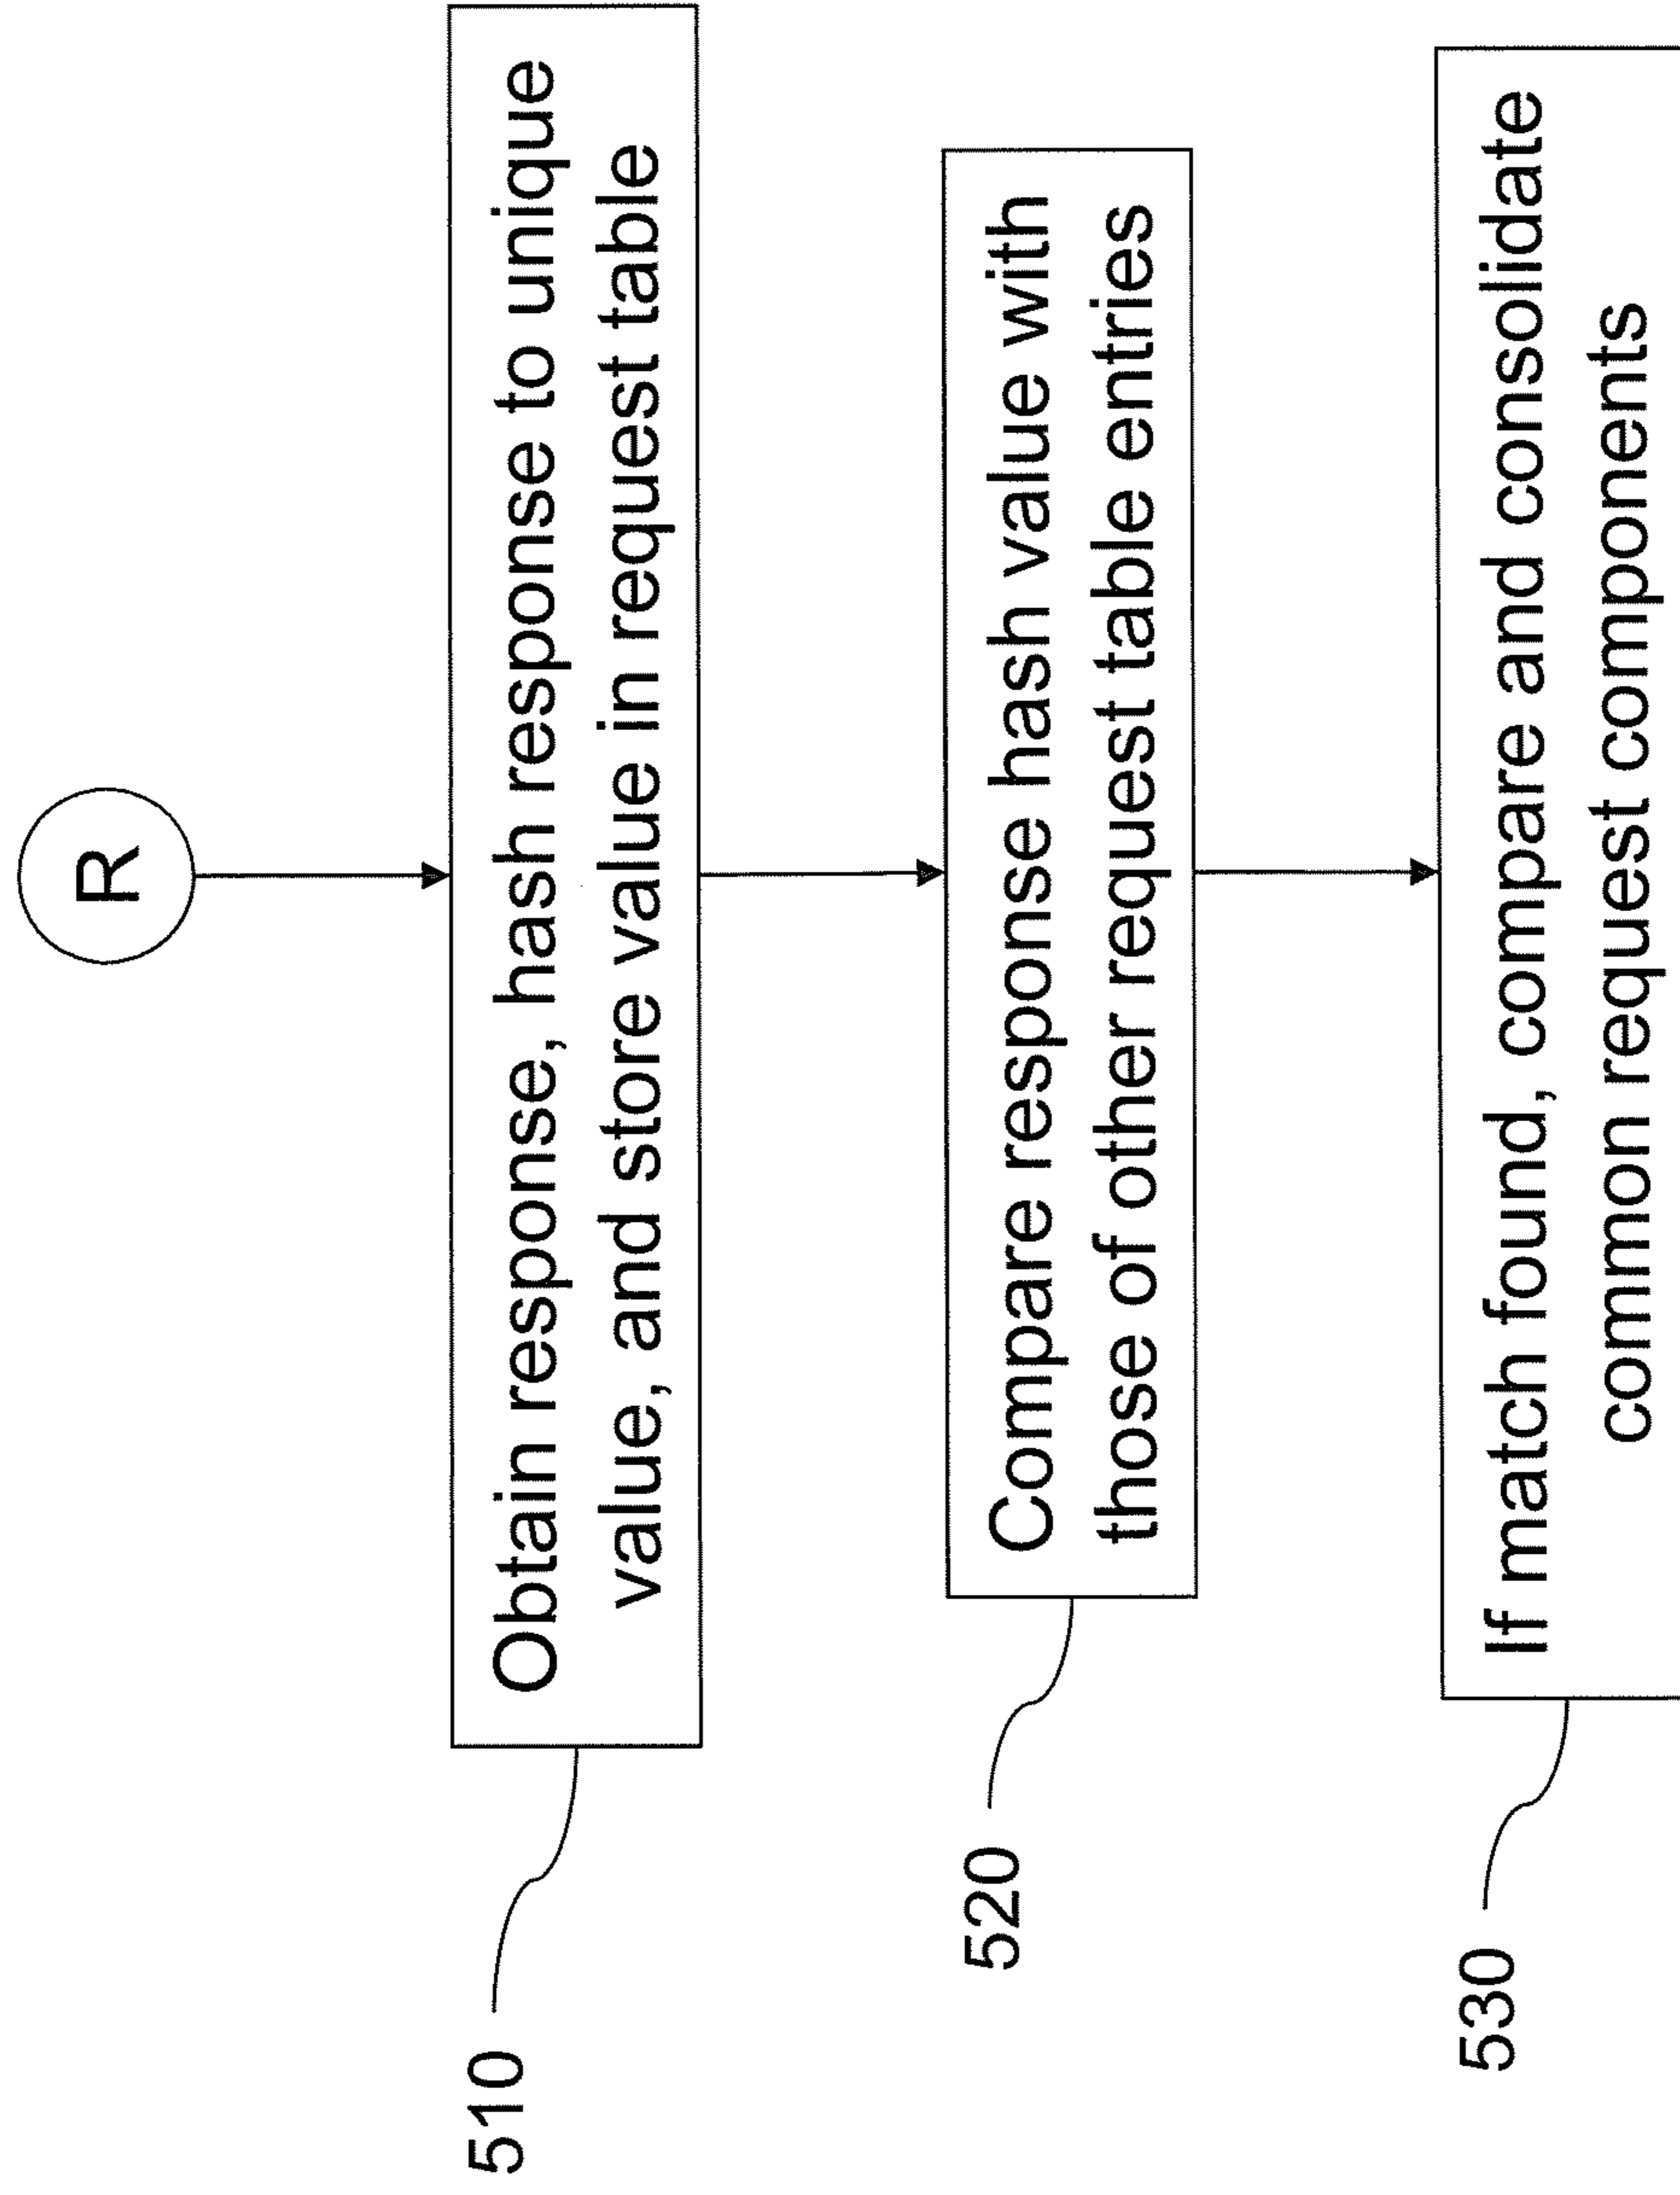 R
510
Obtain response, hash response to unique
value, and store value in request table
520
Compare response hash value with
those of other request table entries
530
If match found, compare and consolidate
common request components